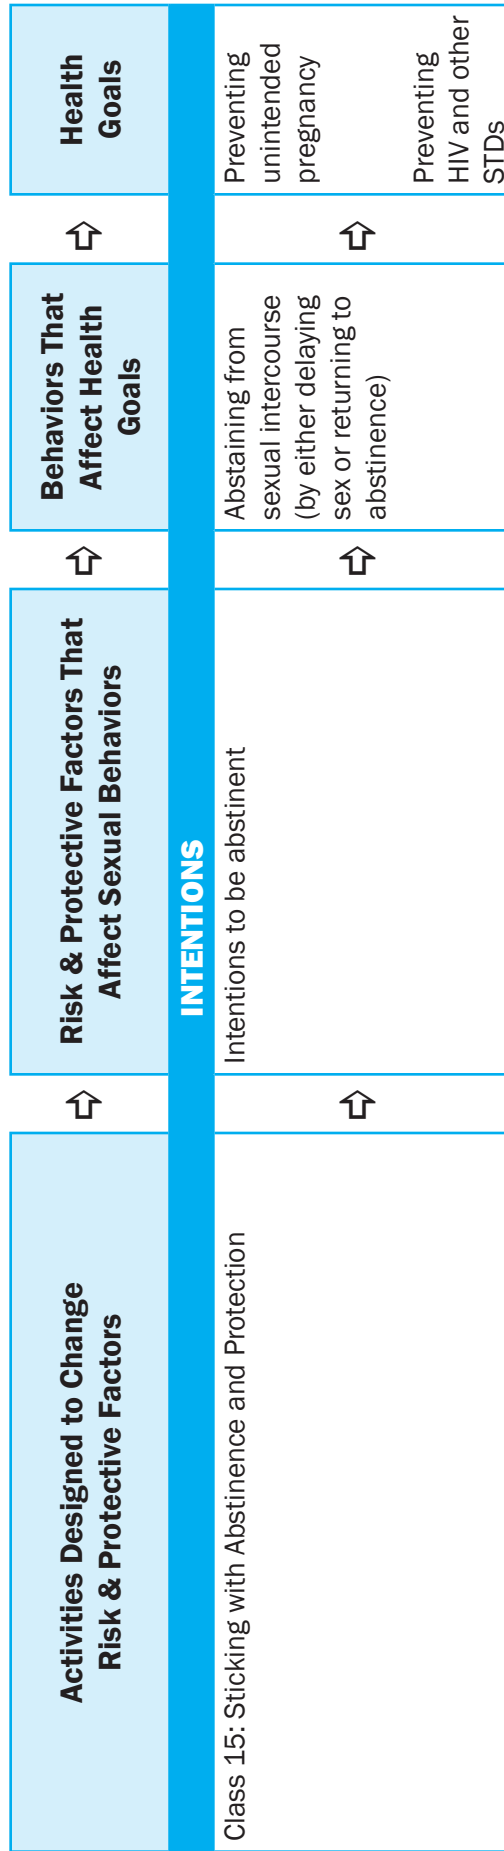 Activities Designed to Change
Risk & Protective Factors
Risk & Protective Factors That
Affect Sexual Behaviors
Behaviors That
Affect Health
Goals
Health
Goals
INTENTIONS
Class 15: Sticking with Abstinence and Protection
Intentions to be abstinent
Abstaining from
sexual intercourse
(by either delaying
sex or returning to
abstinence)
Preventing
unintended
pregnancy
Preventing
HIV and other
STDs